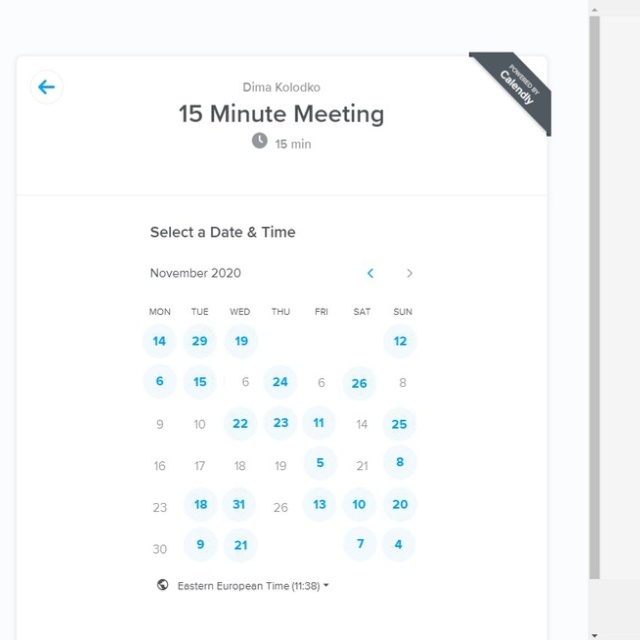 Dima Kolodko
15 Minute Meeting
15 min
POWERED BY
Calendly
Select a Date & Time
November 2020
MON TUE WED THU FRI SAT SUN
14 29 19 12
6 15 6 24 6 26 8
9 10 22 23 11 14 25
16 17 18 19 5 21 8
23 18 31 26 13 10 20
30 9 21 7 4
Eastern European Time (11:38)